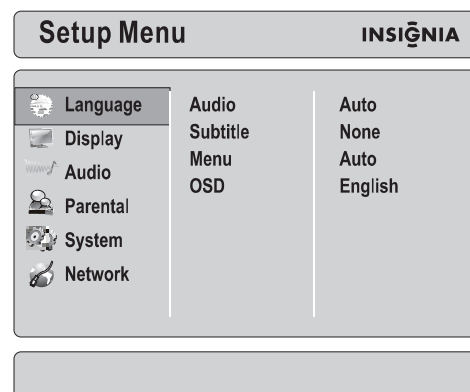 Setup Menu INSIGNIA
Language Audio Auto
Display Subtitle None
Audio Menu Auto
Parental OSD English
System
Network